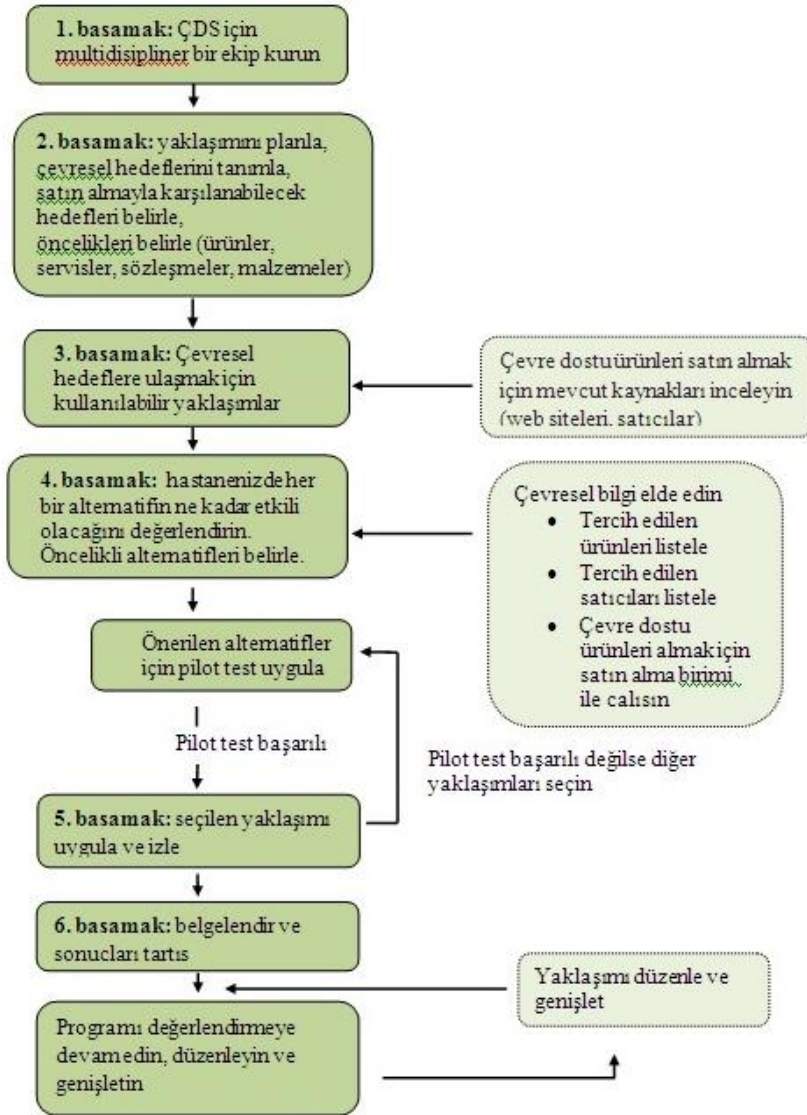 1. basamak: ÇDS için
multidisipliner bir ekip kurun
2. basamak: yaklaşımını planla,
çevresel hedeflerini tanımla,
satın almayla karşılanabilecek
hedefleri belirle,
öncelikleri belirle (ürünler,
servisler, sözleşmeler, malzemeler)
3. basamak: Çevresel
hedeflere ulaşmak için
kullanılabilir yaklaşımlar
Çevre dostu ürünleri satın almak
için mevcut kaynakları inceleyin
(web siteleri, satıcılar)
4. basamak: hastanenizde her
bir alternatifin ne kadar etkili
olacağını değerlendirin.
Öncelikli alternatifleri belirle.
Çevresel bilgi elde edin
• Tercih edilen
ürünleri listele
• Tercih edilen
satıcıları listele
• Çevre dostu
ürünleri almak için
satın alma birimi
ile calısın
Önerilen alternatifler
için pilot test uygula
Pilot test başarılı
Pilot test başarılı değilse diğer
yaklaşımları seçin
5. basamak: seçilen yaklaşımı
uygula ve izle
6. basamak: belgelendir ve
sonucları tartıs
Yaklaşımı düzenle ve
genişlet
Programı değerlendirmeye
devam edin, düzenleyin ve
genişletin